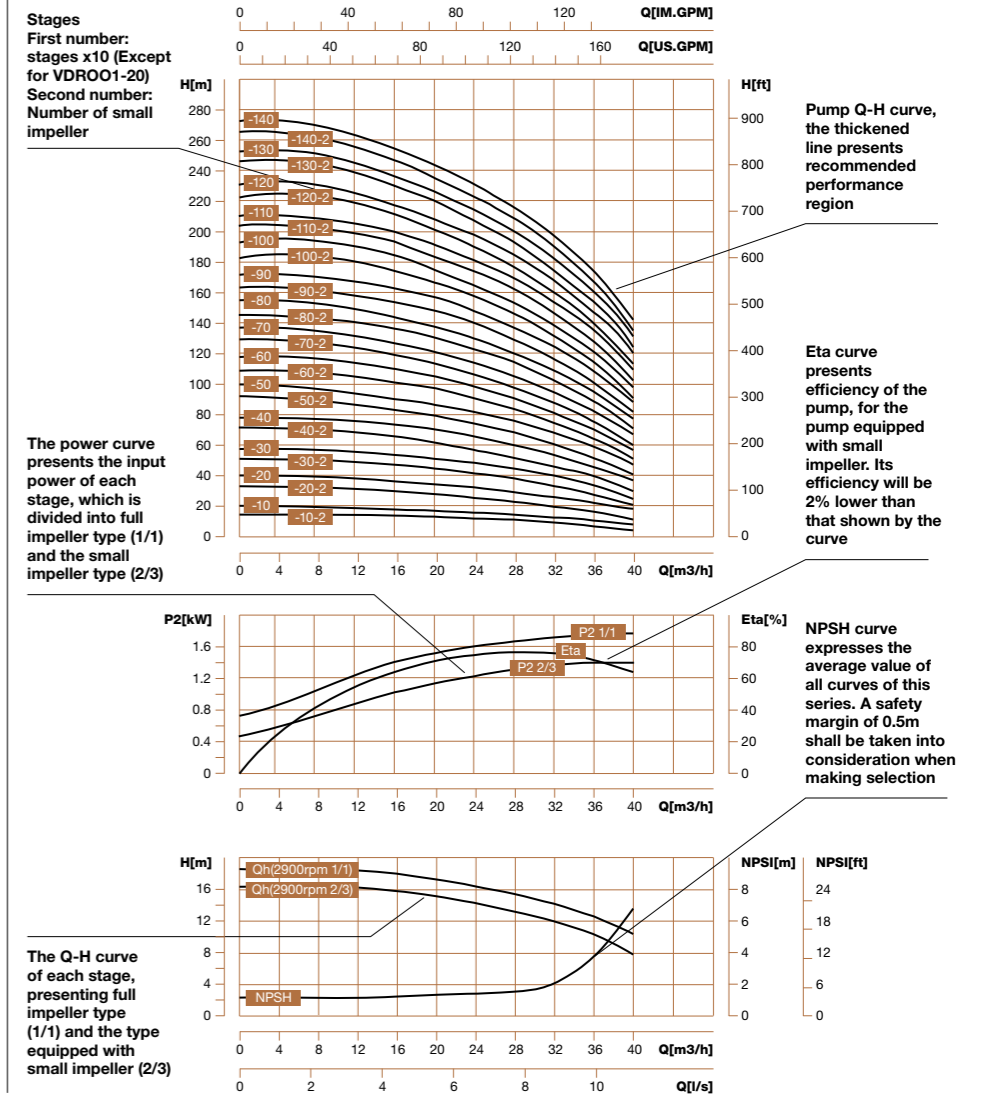 Stages
First number:
stages x10 (Except
for VDROO1-20)
Second number:
Number of small
impeller
0 40 80 120 Q[IM.GPM]
0 40 80 120 160 Q[US.GPM]
H[m] H[ft]
280
260
240
220
200
180
160
140
120
100
80
60
40
20
0
900
800
700
600
500
400
300
200
100
0
-140
-140-2
-130
-130-2
-120
-120-2
-110
-110-2
-100
-100-2
-90
-90-2
-80
-80-2
-70
-70-2
-60
-60-2
-50
-50-2
-40
-40-2
-30
-30-2
-20
-20-2
-10
-10-2
0 4 8 12 16 20 24 28 32 36 40 Q[m3/h]
Pump Q-H curve,
the thickened
line presents
recommended
performance
region
Eta curve
presents
efficiency of the
pump, for the
pump equipped
with small
impeller. Its
efficiency will be
2% lower than
that shown by the
curve
The power curve
presents the input
power of each
stage, which is
divided into full
impeller type (1/1)
and the small
impeller type (2/3)
P2[kW] Eta[%]
1.6
1.2
0.8
0.4
0
80
60
40
20
0
P2 1/1
Eta
P2 2/3
0 4 8 12 16 20 24 28 32 36 40 Q[m3/h]
NPSH curve
expresses the
average value of
all curves of this
series. A safety
margin of 0.5m
shall be taken into
consideration when
making selection
H[m] NPSI[m] NPSI[ft]
16
12
8
4
0
8
6
4
2
0
24
18
12
6
0
Qh(2900rpm 1/1)
Qh(2900rpm 2/3)
NPSH
The Q-H curve
of each stage,
presenting full
impeller type
(1/1) and the type
equipped with
small impeller (2/3)
0 4 8 12 16 20 24 28 32 36 40 Q[m3/h]
0 2 4 6 8 10 Q[l/s]